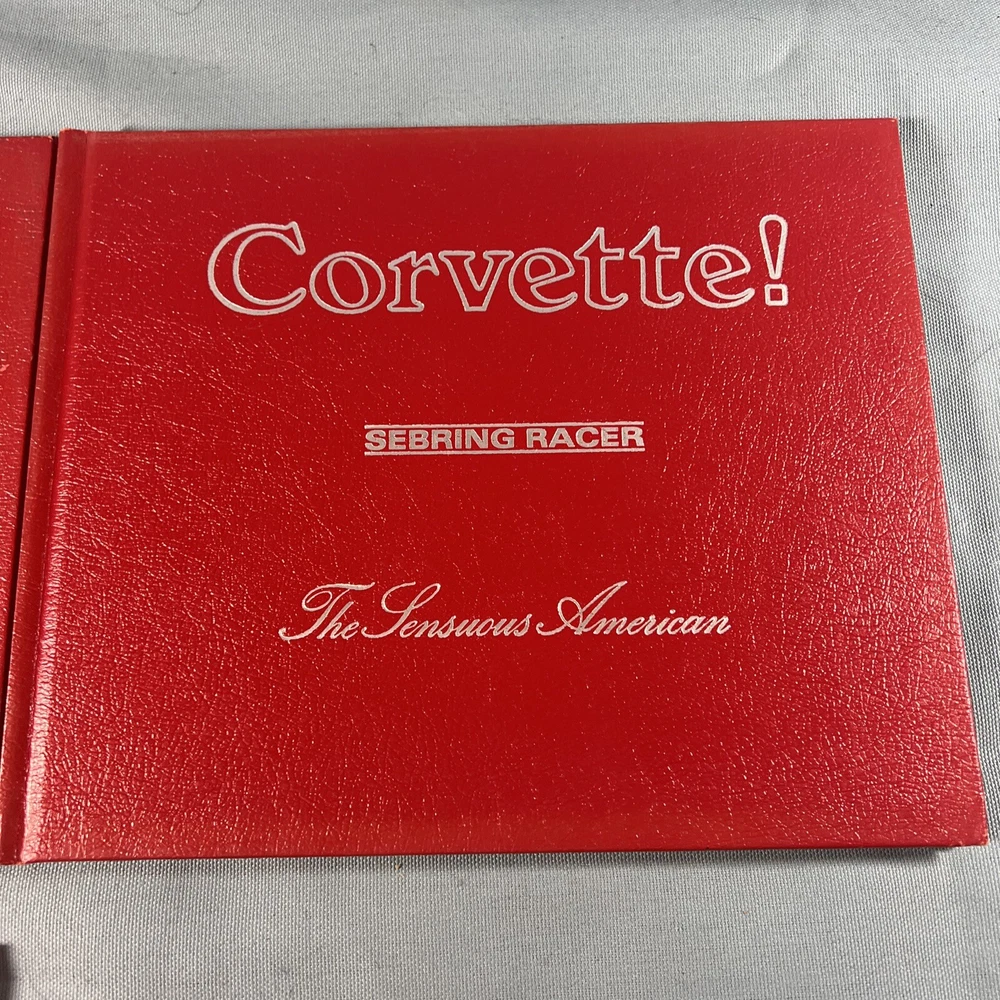 Corvette!
SEBRING RACER
The Sensuous American